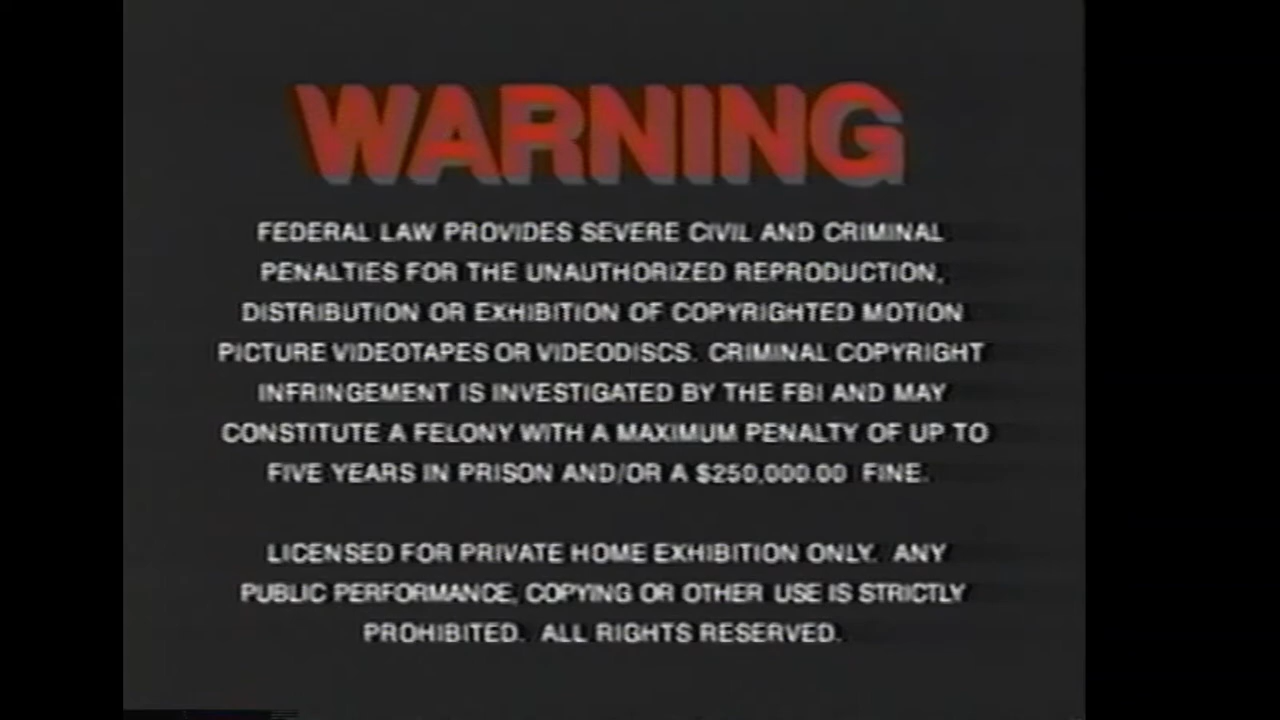 WARNING
FEDERAL LAW PROVIDES SEVERE CIVIL AND CRIMINAL
PENALTIES FOR THE UNAUTHORIZED REPRODUCTION,
DISTRIBUTION OR EXHIBITION OF COPYRIGHTED MOTION
PICTURE VIDEOTAPES OR VIDEODISCS. CRIMINAL COPYRIGHT
INFRINGEMENT IS INVESTIGATED BY THE FBI AND MAY
CONSTITUTE A FELONY WITH A MAXIMUM PENALTY OF UP TO
FIVE YEARS IN PRISON AND/OR A $250,000.00 FINE.
LICENSED FOR PRIVATE HOME EXHIBITION ONLY. ANY
PUBLIC PERFORMANCE, COPYING OR OTHER USE IS STRICTLY
PROHIBITED. ALL RIGHTS RESERVED.